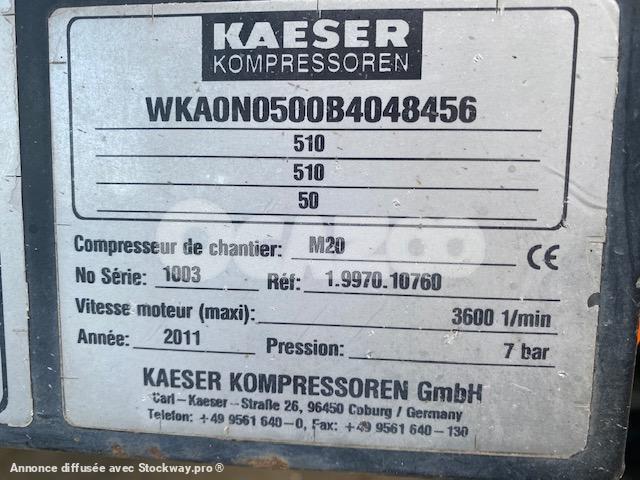 KAESER
KOMPRESSOREN
WKA0N0500B4048456
510
510
50
Compresseur de chantier: M20 CE
No Série: 1003 Réf: 1.9970.10760
Vitesse moteur (maxi): 3600 1/min
Année: 2011 Pression: 7 bar
KAESER KOMPRESSOREN GmbH
Carl-Kaeser-Straße 26, 96450 Coburg / Germany
Telefon: +49 9561 640-0, Fax: +49 9561 640-130
Annonce diffusée avec Stockway.pro®